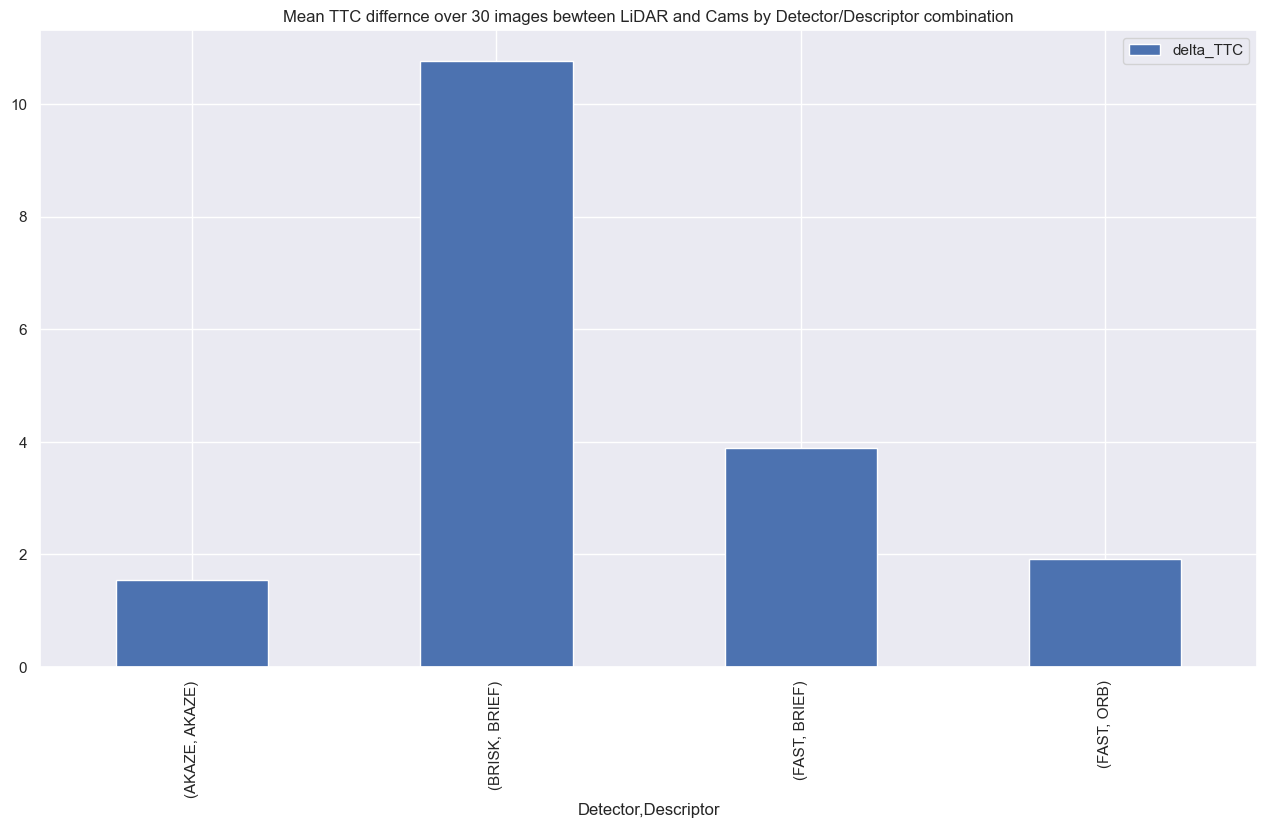 Mean TTC differnce over 30 images bewteen LiDAR and Cams by Detector/Descriptor combination
delta_TTC
10
8
6
4
2
0
(AKAZE, AKAZE)
(BRISK, BRIEF)
(FAST, BRIEF)
(FAST, ORB)
Detector,Descriptor